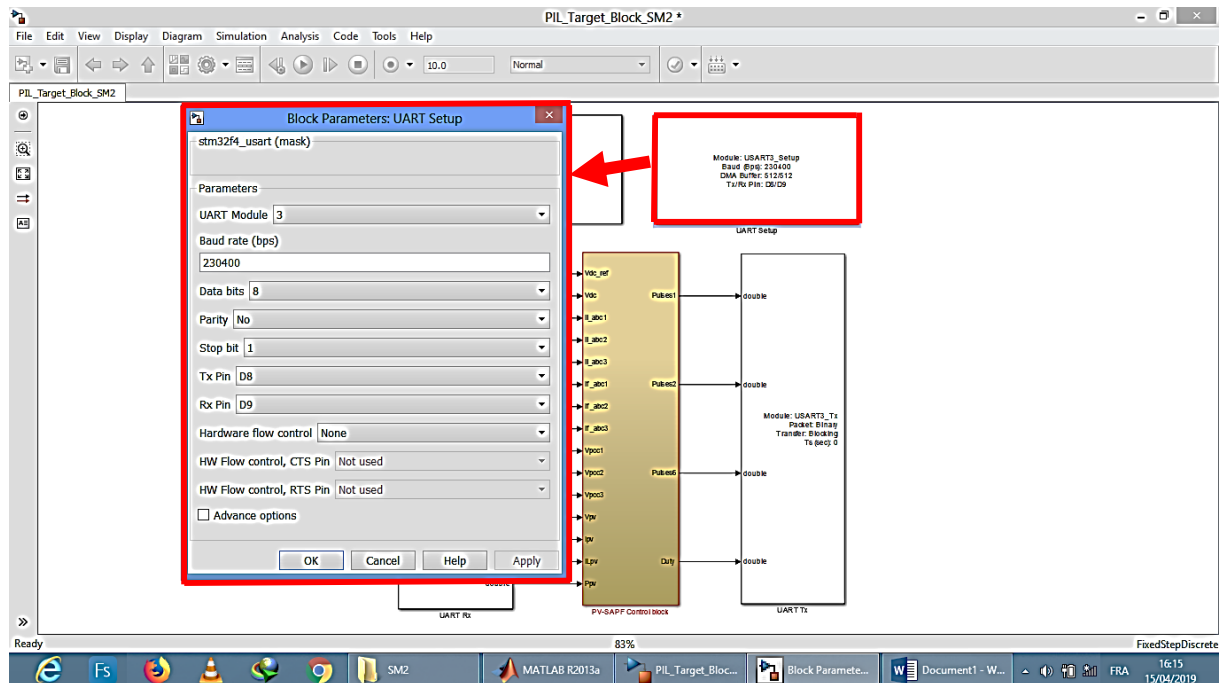 PIL_Target_Block_SM2 *
File Edit View Display Diagram Simulation Analysis Code Tools Help
10.0 Normal
PIL_Target_Block_SM2
Block Parameters: UART Setup
stm32f4_usart (mask)
Parameters
UART Module 3
Baud rate (bps)
230400
Data bits 8
Parity No
Stop bit 1
Tx Pin D8
Rx Pin D9
Hardware flow control None
HW Flow control, CTS Pin Not used
HW Flow control, RTS Pin Not used
Advance options
OK Cancel Help Apply
Module: USART3_Setup
Baud (Bps): 230400
DMA Buffer: 512/512
Tx/Rx Pin: D8/D9
UART Setup
Vdc_ref
Vdc Pulses1 double
Il_abc1
Il_abc2
Il_abc3
If_abc1 Pulses2 double
If_abc2
If_abc3
Vpcc1
Vpcc2 Pulses6 double
Vpcc3
Vpv
Ipv
ILpv Duty double
Ppv
Module: USART3_Tx
Packet: Binary
Transfer: Blocking
Ts (sec): 0
double
UART Rx
PV-SAPF Control block
UART Tx
Ready 83% FixedStepDiscrete
Fs SM2 MATLAB R2013a PIL_Target_Bloc... Block Paramete... Document1 - W... FRA 16:15
15/04/2019